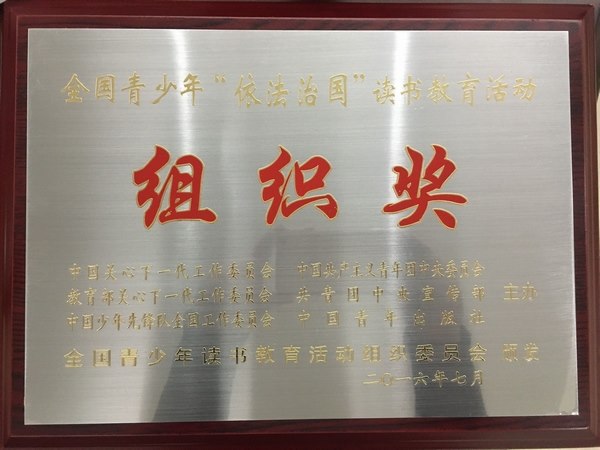 全国青少年“依法治国”读书教育活动
组织奖
中国关心下一代工作委员会 中国共产主义青年团中央委员会
教育部关心下一代工作委员会 共青团中央宣传部 主办
中国少年先锋队全国工作委员会 中国青年出版社
全国青少年读书教育活动组织委员会 颁发
二〇一六年七月